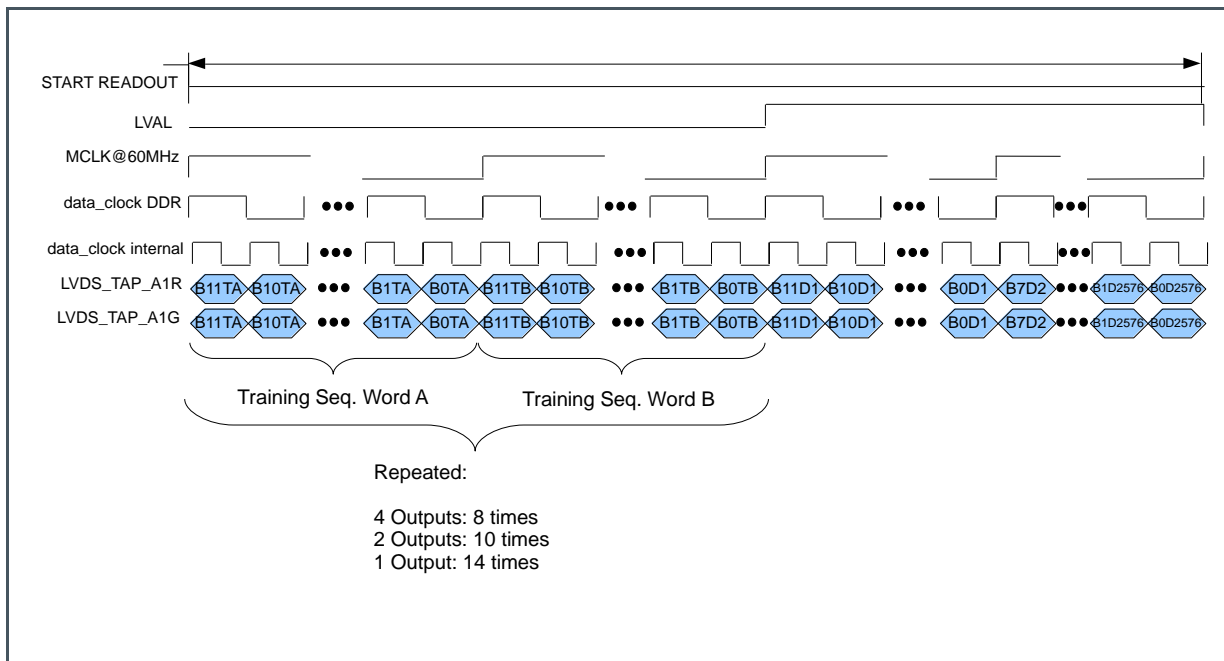 START READOUT
LVAL
MCLK@60MHz
data_clock DDR
data_clock internal
LVDS_TAP_A1R B11TA B10TA B1TA B0TA B11TB B10TB B1TB B0TB B11D1 B10D1 B0D1 B7D2 B1D2576 B0D2576
LVDS_TAP_A1G B11TA B10TA B1TA B0TA B11TB B10TB B1TB B0TB B11D1 B10D1 B0D1 B7D2 B1D2576 B0D2576
Training Seq. Word A Training Seq. Word B
Repeated:
4 Outputs: 8 times
2 Outputs: 10 times
1 Output: 14 times